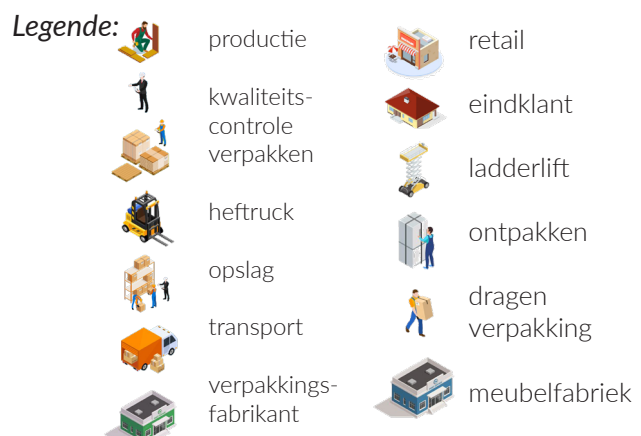 Legende:
productie
kwaliteits-
controle
verpakken
heftruck
opslag
transport
verpakkings-
fabrikant
retail
eindklant
ladderlift
ontpakken
dragen
verpakking
meubelfabriek